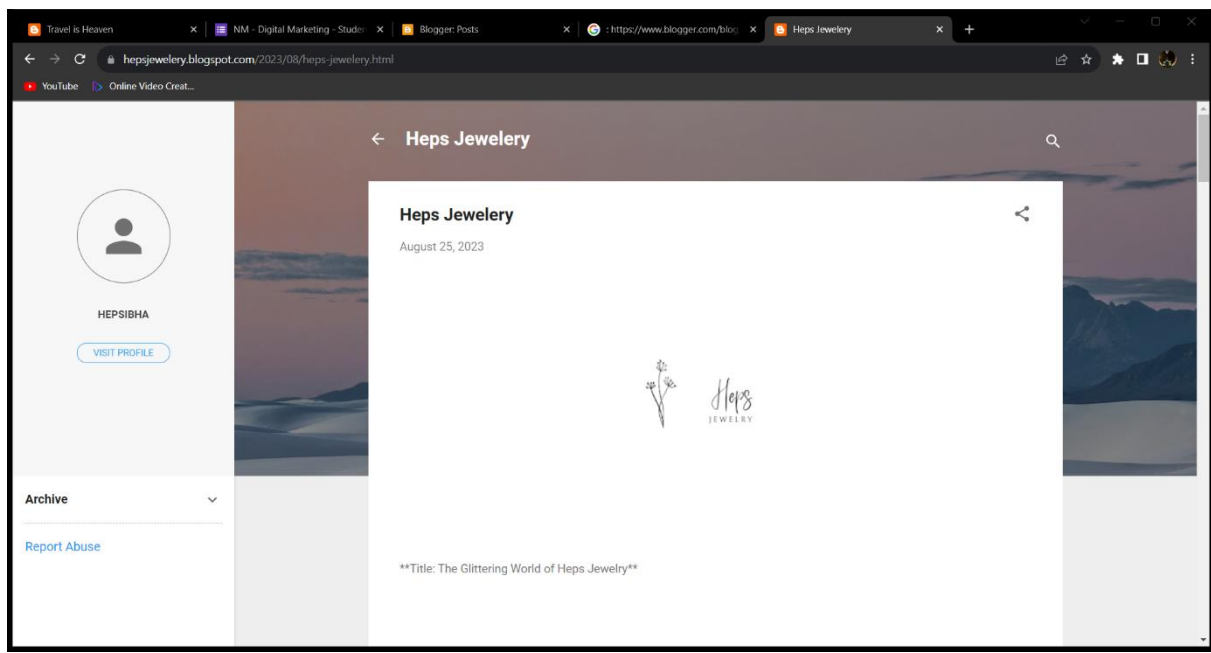 Travel is Heaven
NM - Digital Marketing - Studen
Blogger: Posts
: https://www.blogger.com/blog
Heps Jewelery
hepsjewelery.blogspot.com/2023/08/heps-jewelery.html
YouTube
Online Video Creat...
Heps Jewelery
Heps Jewelery
August 25, 2023
HEPSIBHA
VISIT PROFILE
Heps
JEWELRY
Archive
Report Abuse
**Title: The Glittering World of Heps Jewelry**